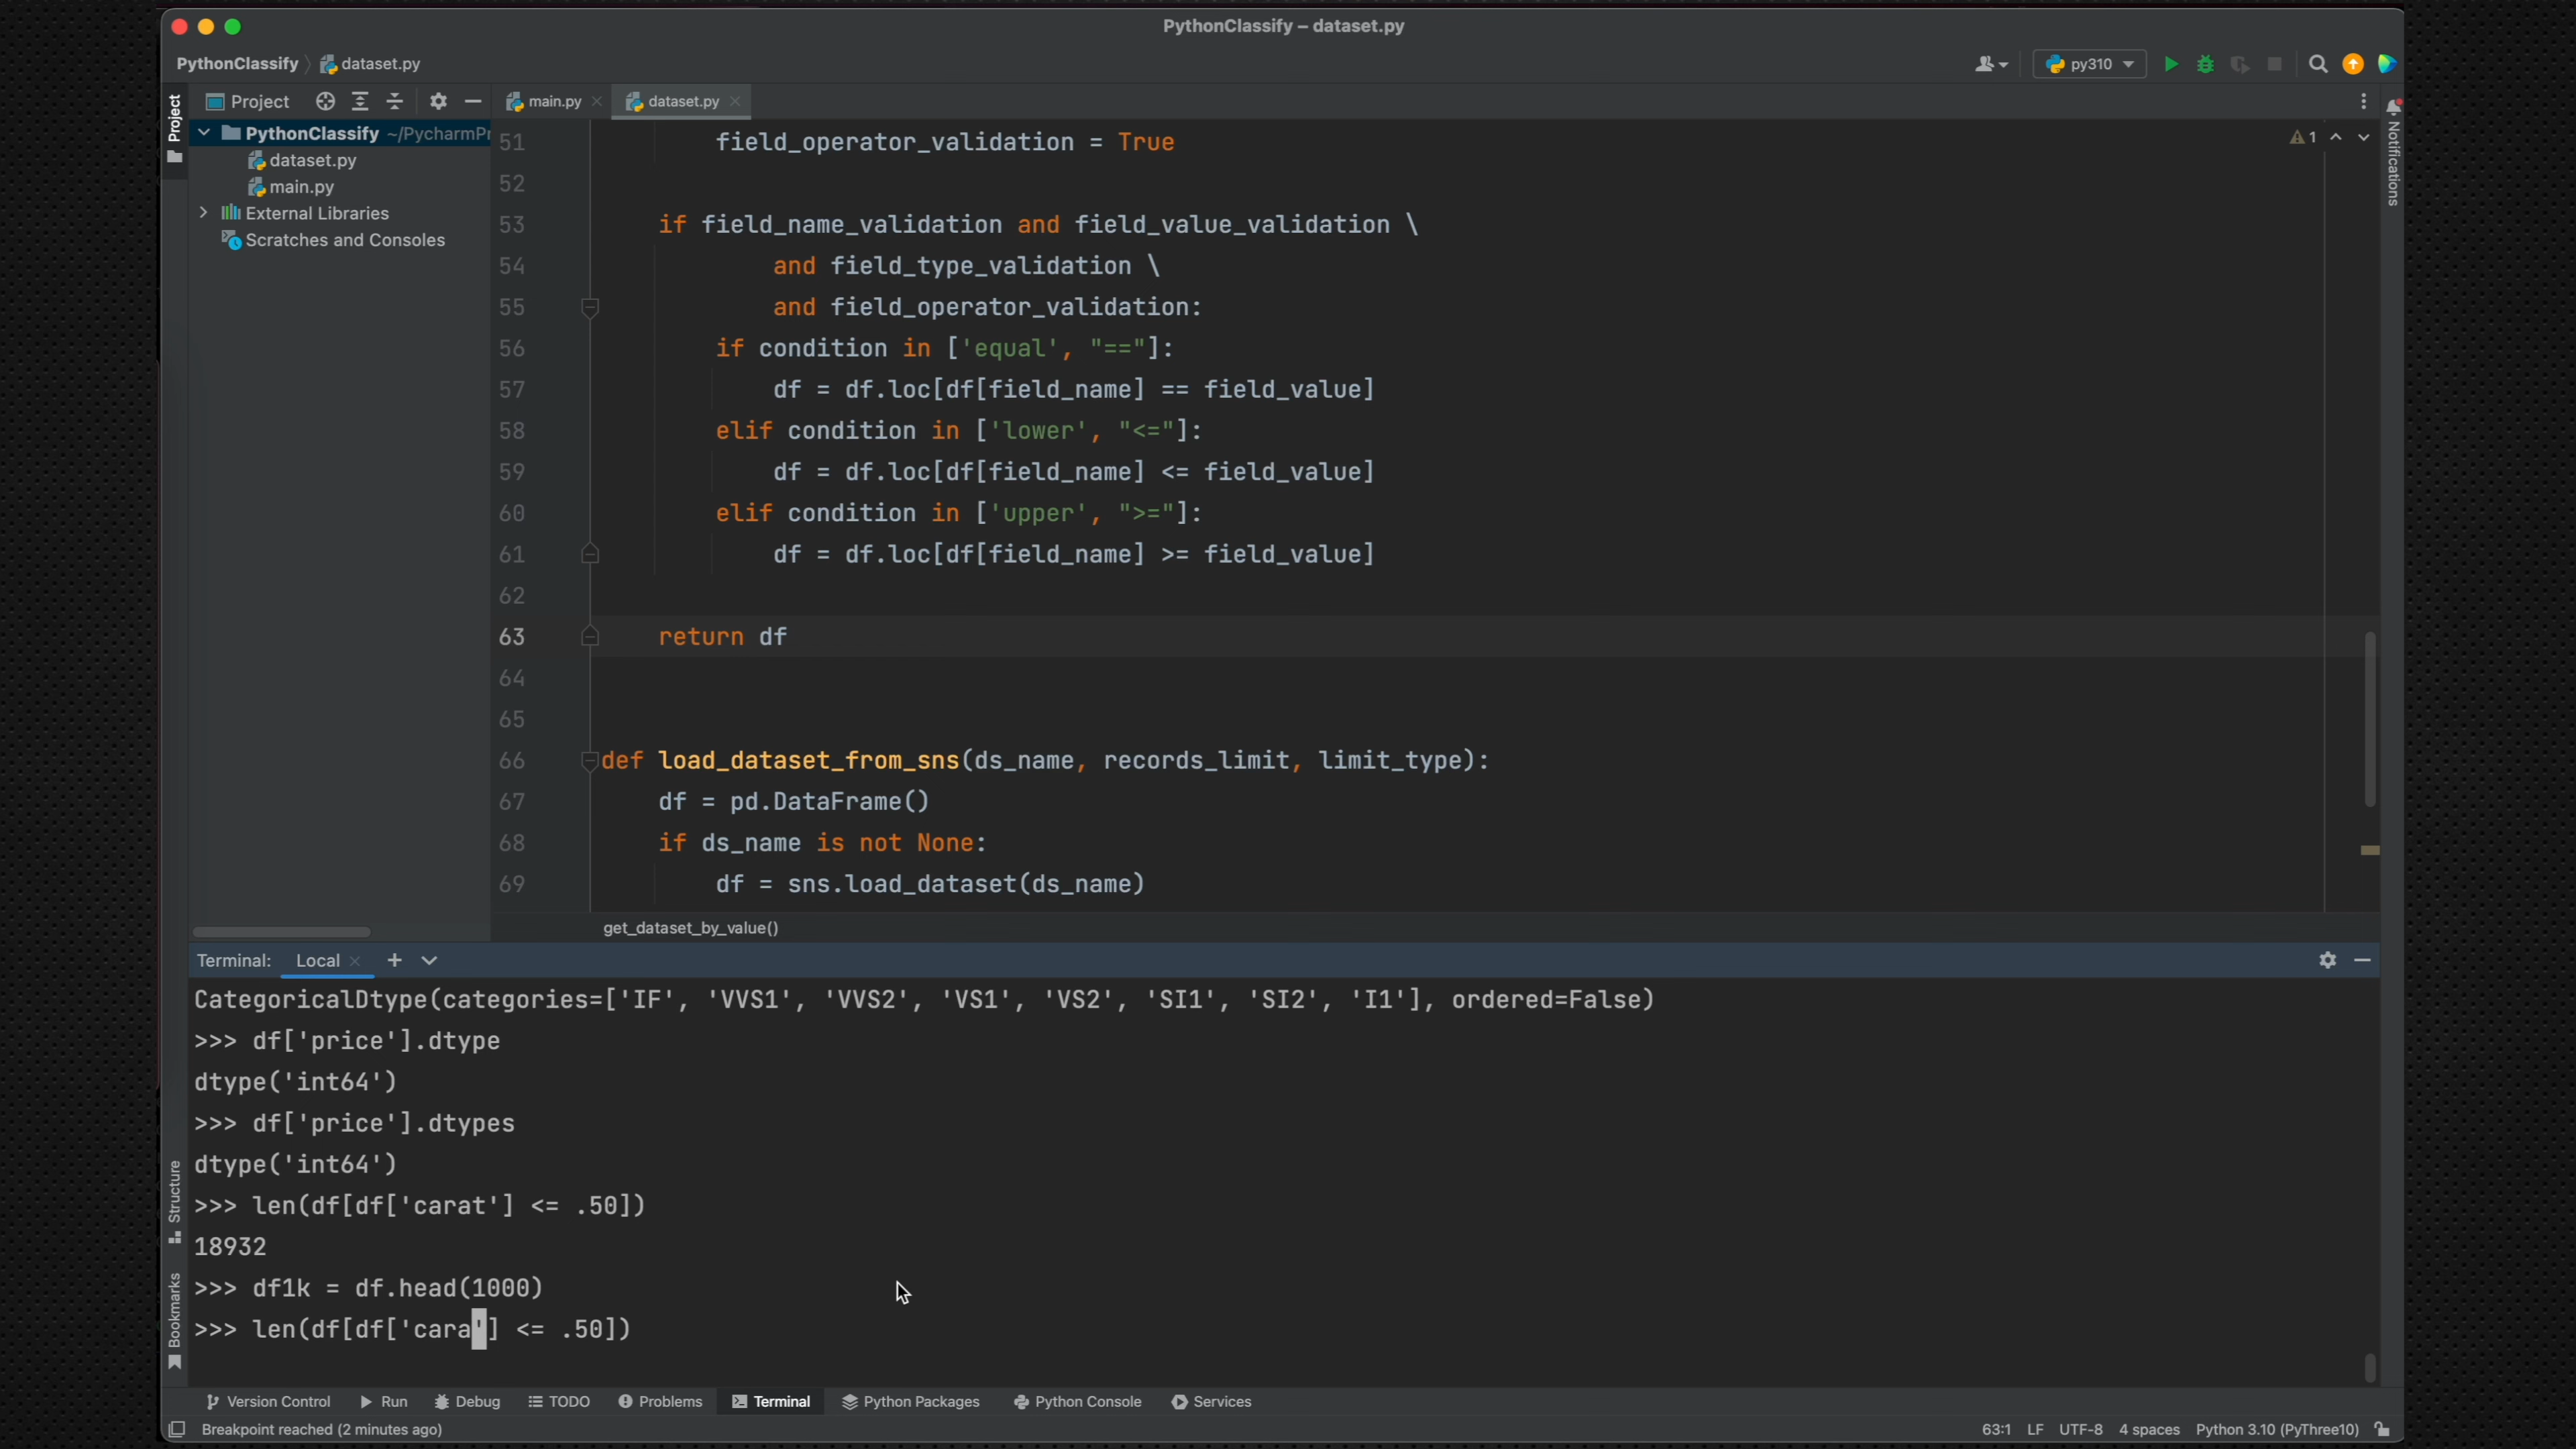 PythonClassify – dataset.py
PythonClassify
dataset.py
py310
Project
Project
main.py
dataset.py
PythonClassify ~/PycharmPr
dataset.py
main.py
External Libraries
Scratches and Consoles
1
Notifications
51 field_operator_validation = True
52
53 if field_name_validation and field_value_validation \
54 and field_type_validation \
55 and field_operator_validation:
56 if condition in ['equal', "=="]:
57 df = df.loc[df[field_name] == field_value]
58 elif condition in ['lower', "<="]:
59 df = df.loc[df[field_name] <= field_value]
60 elif condition in ['upper', ">="]:
61 df = df.loc[df[field_name] >= field_value]
62
63 return df
64
65
66 def load_dataset_from_sns(ds_name, records_limit, limit_type):
67 df = pd.DataFrame()
68 if ds_name is not None:
69 df = sns.load_dataset(ds_name)
get_dataset_by_value()
Terminal: Local
CategoricalDtype(categories=['IF', 'VVS1', 'VVS2', 'VS1', 'VS2', 'SI1', 'SI2', 'I1'], ordered=False)
>>> df['price'].dtype
dtype('int64')
>>> df['price'].dtypes
dtype('int64')
>>> len(df[df['carat'] <= .50])
18932
>>> df1k = df.head(1000)
>>> len(df[df['cara'] <= .50])
Structure
Bookmarks
Version Control Run Debug TODO Problems Terminal Python Packages Python Console Services
Breakpoint reached (2 minutes ago)
63:1 LF UTF-8 4 spaces Python 3.10 (PyThree10)